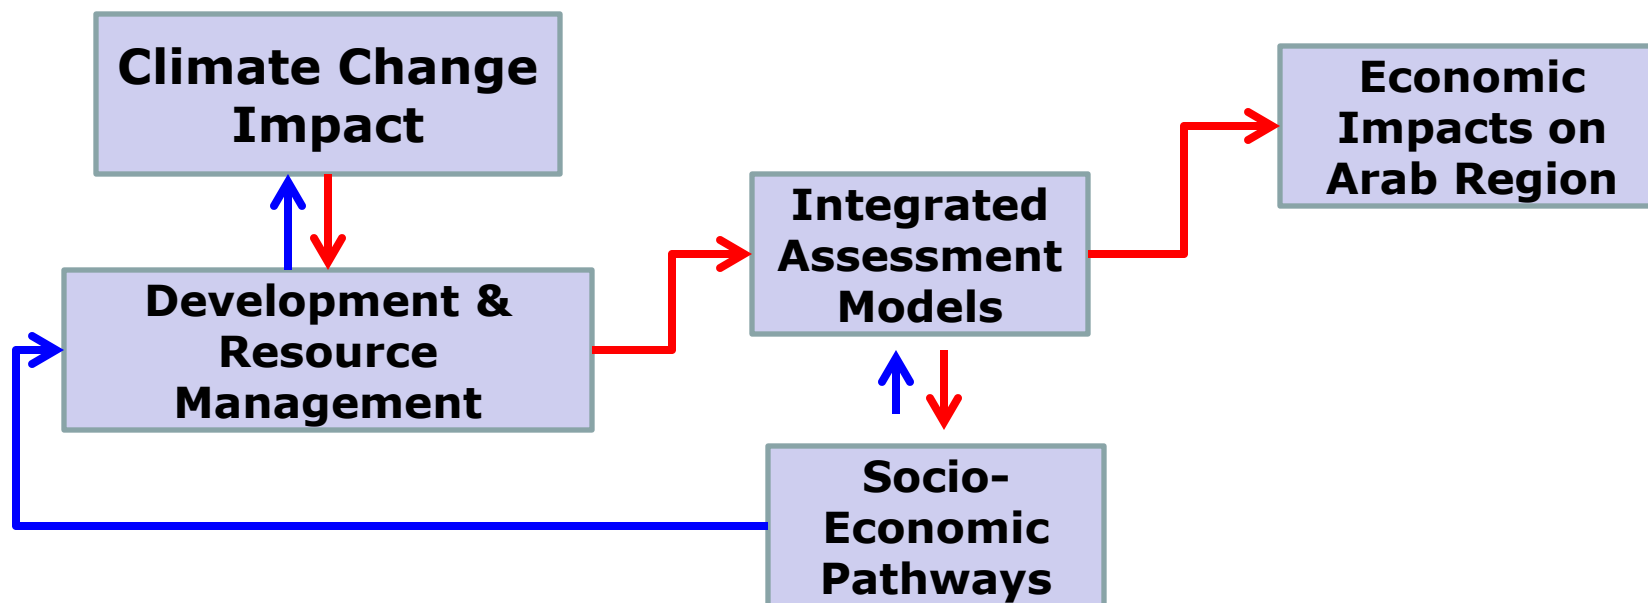 Climate Change
Impact
Development &
Resource
Management
Integrated
Assessment
Models
Socio-
Economic
Pathways
Economic
Impacts on
Arab Region